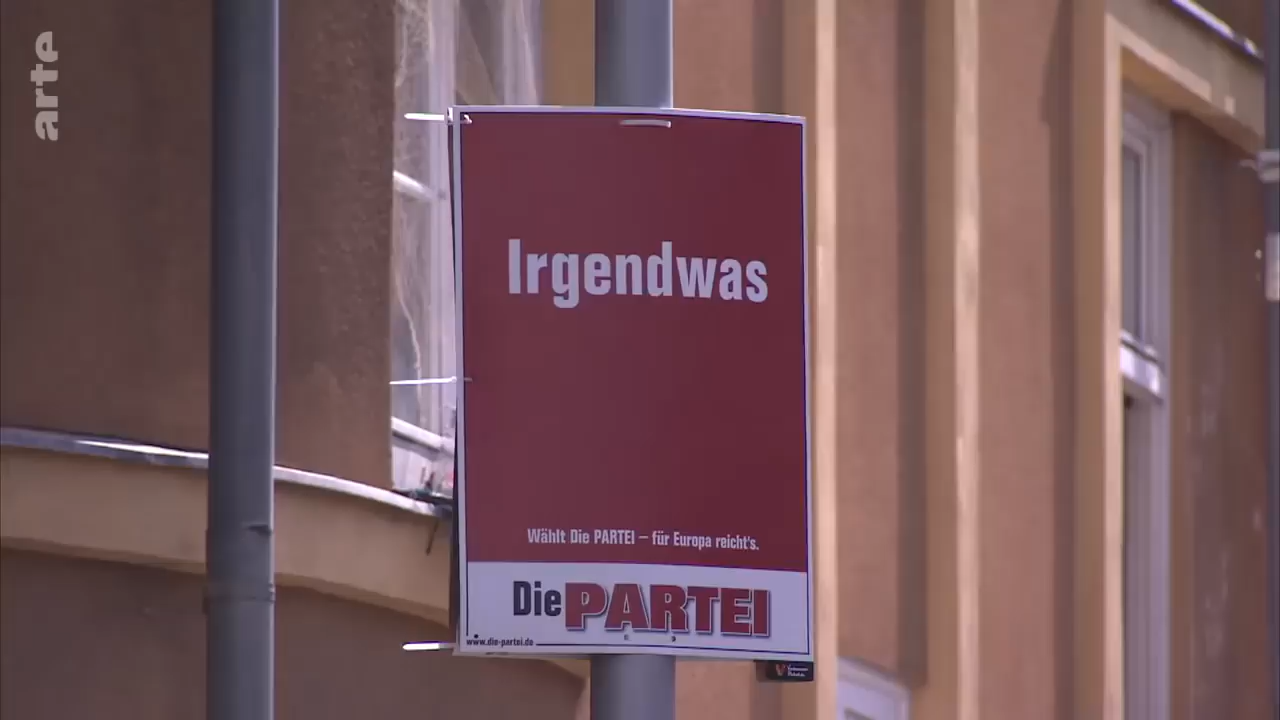 arte
Irgendwas
Wählt Die PARTEI – für Europa reicht's.
Die PARTEI
www.die-partei.de